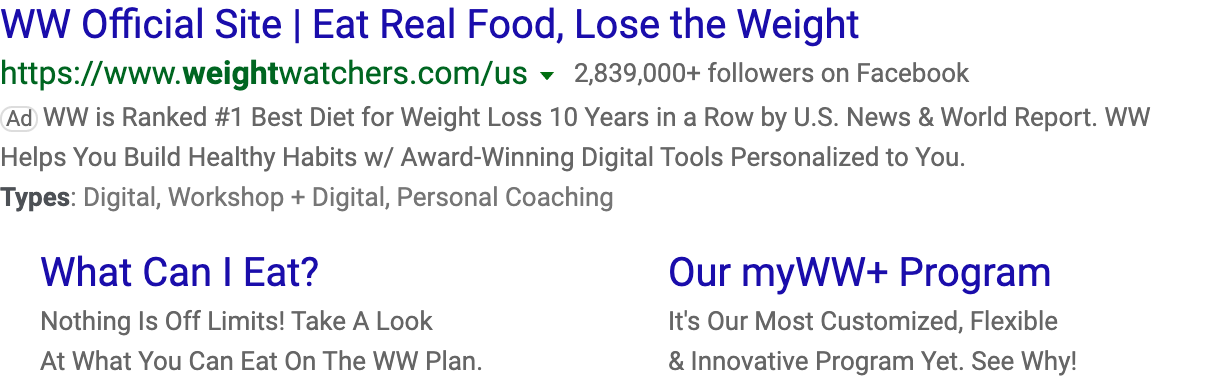 WW Official Site | Eat Real Food, Lose the Weight
https://www.weightwatchers.com/us 2,839,000+ followers on Facebook
Ad WW is Ranked #1 Best Diet for Weight Loss 10 Years in a Row by U.S. News & World Report. WW
Helps You Build Healthy Habits w/ Award-Winning Digital Tools Personalized to You.
Types: Digital, Workshop + Digital, Personal Coaching
What Can I Eat?
Nothing Is Off Limits! Take A Look
At What You Can Eat On The WW Plan.
Our myWW+ Program
It's Our Most Customized, Flexible
& Innovative Program Yet. See Why!